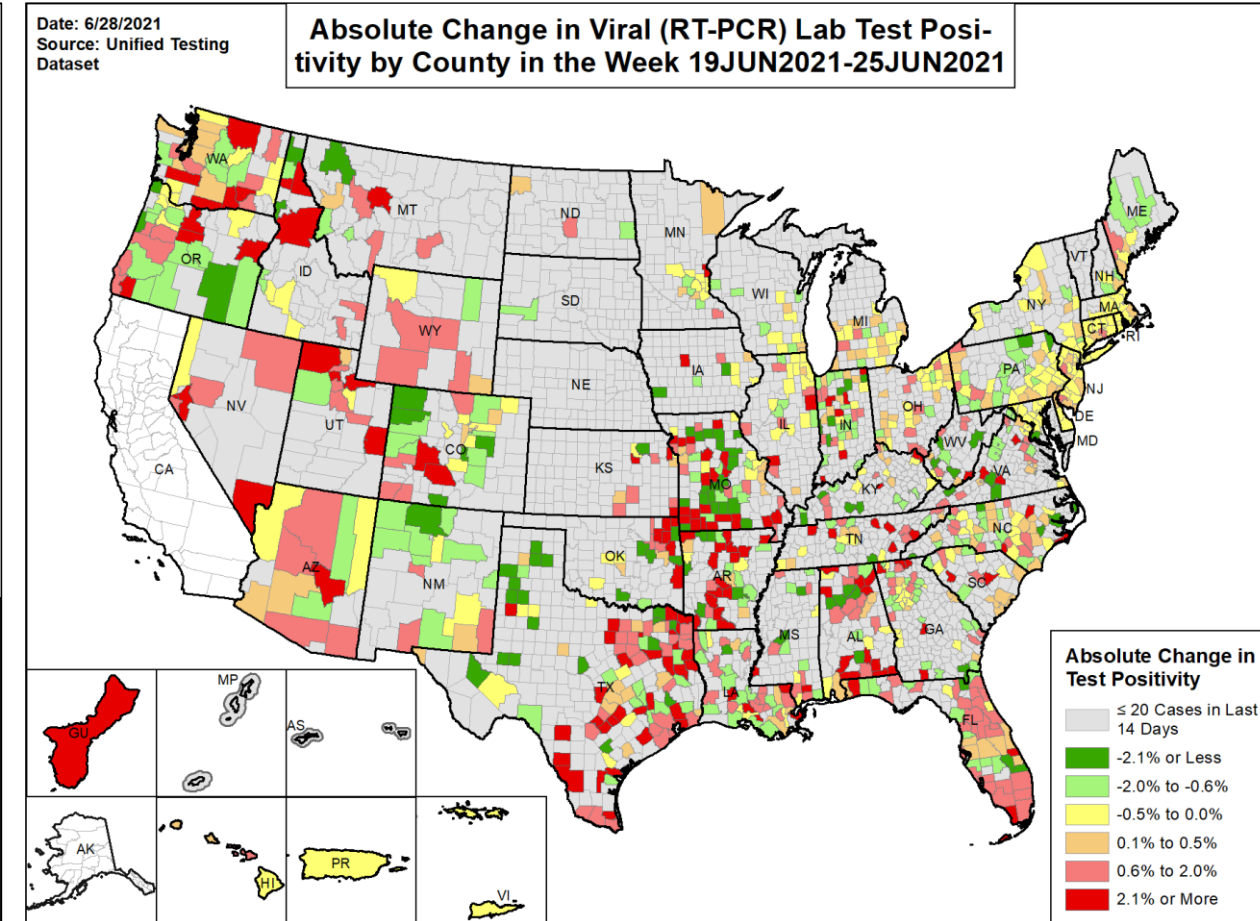 Date: 6/28/2021
Source: Unified Testing
Dataset
Absolute Change in Viral (RT-PCR) Lab Test Posi-
tivity by County in the Week 19JUN2021-25JUN2021
WA
MT
ND
MN
ME
OR
ID
SD
WI
MI
VT
NH
NY
MA
CT
RI
WY
IA
NE
PA
NJ
NV
UT
CO
IL
IN
OH
DE
MD
WV
VA
CA
KS
MO
KY
NC
TN
AZ
NM
OK
AR
SC
MS
AL
GA
TX
LA
FL
GU
MP
AS
AK
HI
PR
VI
Absolute Change in
Test Positivity
≤ 20 Cases in Last
14 Days
-2.1% or Less
-2.0% to -0.6%
-0.5% to 0.0%
0.1% to 0.5%
0.6% to 2.0%
2.1% or More